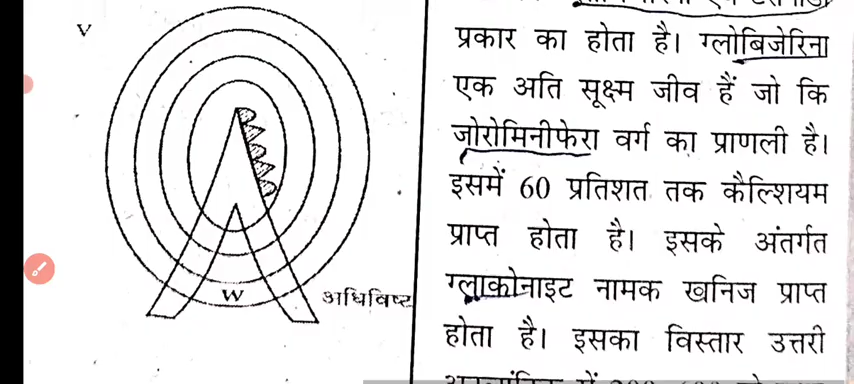 V
W
अधिविष्ट
प्रकार का होता है। ग्लोबिजेरिना
एक अति सूक्ष्म जीव हैं जो कि
जोरोमिनीफेरा वर्ग का प्राणली है।
इसमें 60 प्रतिशत तक कैल्शियम
प्राप्त होता है। इसके अंतर्गत
ग्लाकोनाइट नामक खनिज प्राप्त
होता है। इसका विस्तार उत्तरी